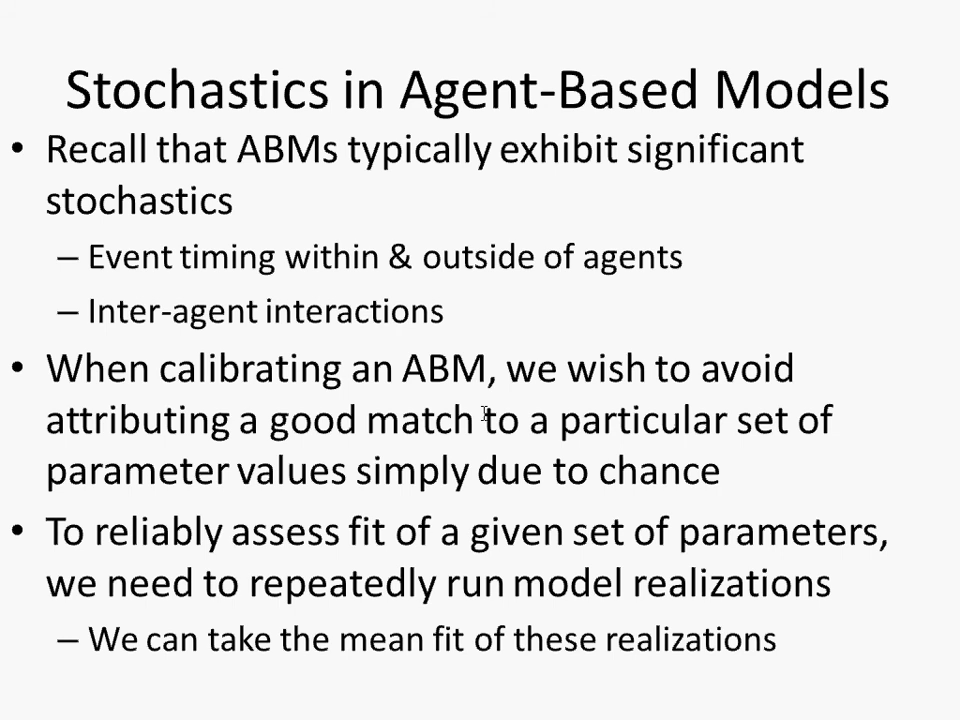 Stochastics in Agent-Based Models
• Recall that ABMs typically exhibit significant
stochastics
– Event timing within & outside of agents
– Inter-agent interactions
• When calibrating an ABM, we wish to avoid
attributing a good match to a particular set of
parameter values simply due to chance
• To reliably assess fit of a given set of parameters,
we need to repeatedly run model realizations
– We can take the mean fit of these realizations